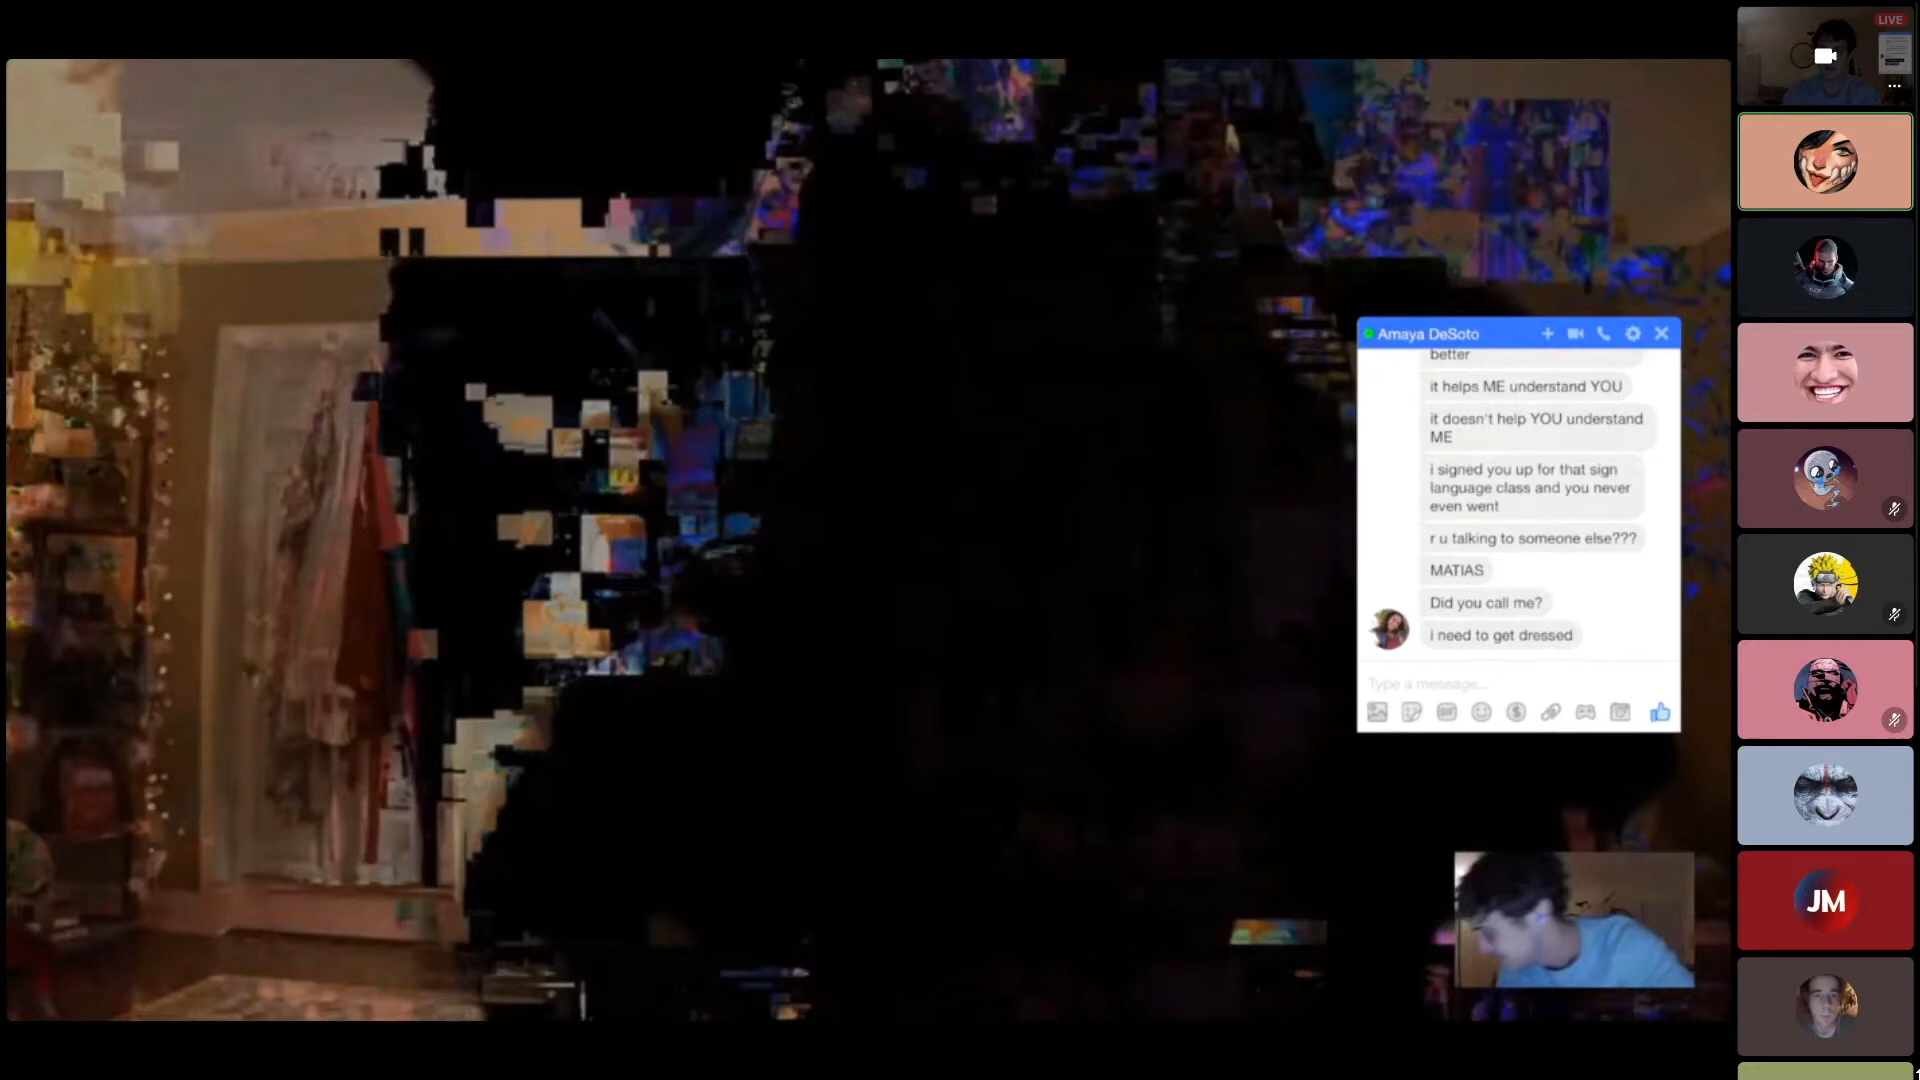 LIVE
Amaya DeSoto
better
it helps ME understand YOU
it doesn't help YOU understand
ME
i signed you up for that sign
language class and you never
even went
r u talking to someone else???
MATIAS
Did you call me?
i need to get dressed
Type a message...
GIF
JM